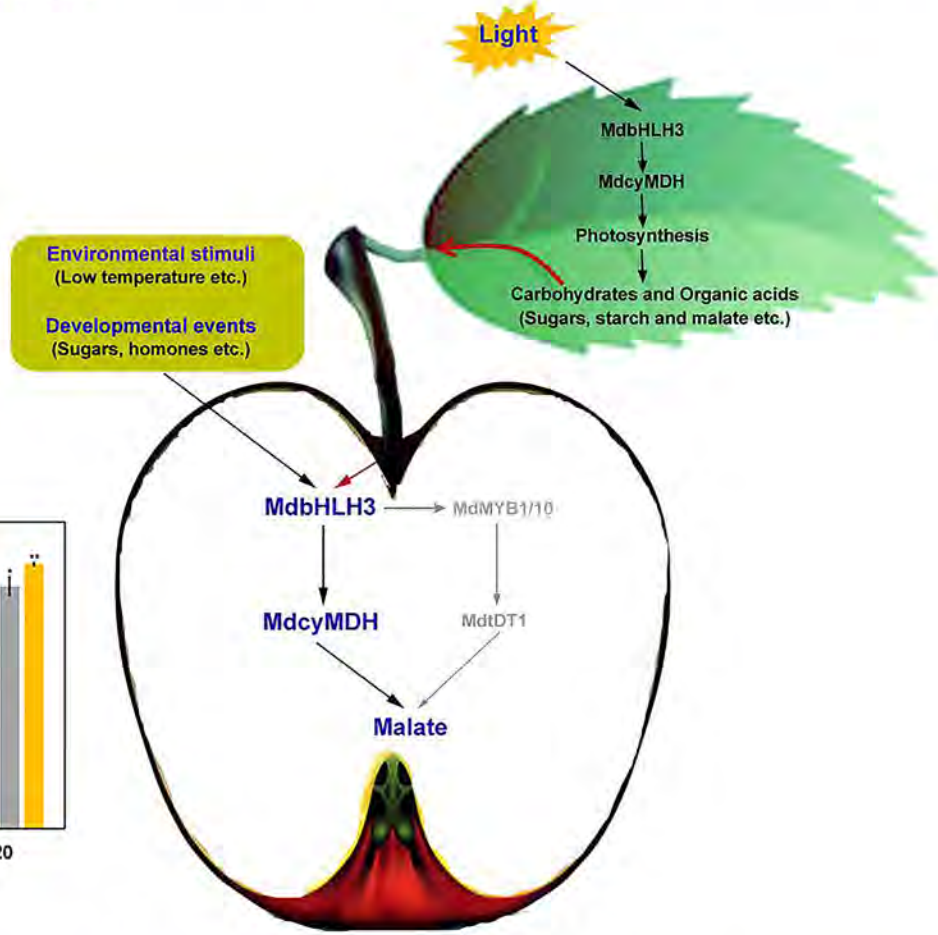 Light
MdbHLH3
MdcyMDH
Photosynthesis
Carbohydrates and Organic acids
(Sugars, starch and malate etc.)
Environmental stimuli
(Low temperature etc.)
Developmental events
(Sugars, homones etc.)
MdbHLH3
MdMYB1/10
MdcyMDH
MdtDT1
Malate
**
*
20